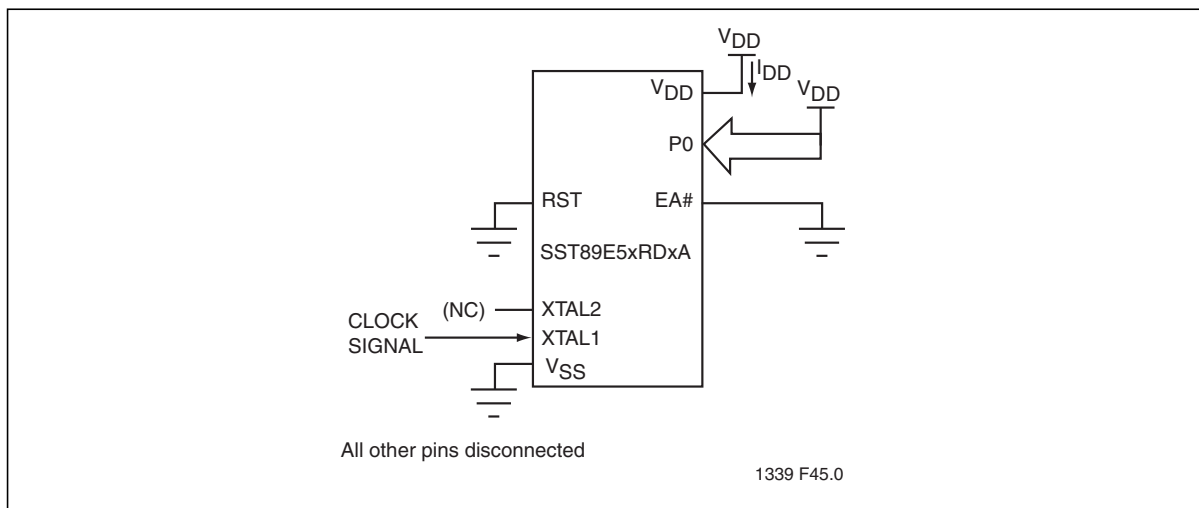 VDD
IDD
VDD
VDD
P0
RST
EA#
SST89E5xRDxA
(NC)
XTAL2
CLOCK
SIGNAL
XTAL1
VSS
All other pins disconnected
1339 F45.0